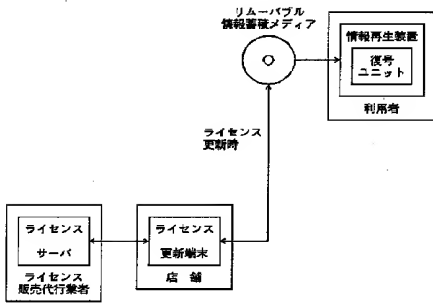 リムーバブル
情報蓄積メディア
情報再生装置
復号
ユニット
利用者
ライセンス
更新時
ライセンス
サーバ
ライセンス
販売代行業者
ライセンス
更新端末
店 舗